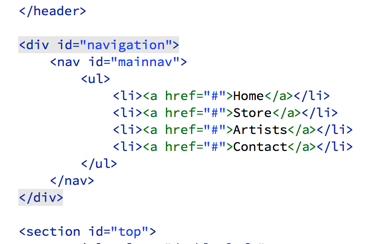 </header>
<div id="navigation">
<nav id="mainnav">
<ul>
<li><a href="#">Home</a></li>
<li><a href="#">Store</a></li>
<li><a href="#">Artists</a></li>
<li><a href="#">Contact</a></li>
</ul>
</nav>
</div>
<section id="top">